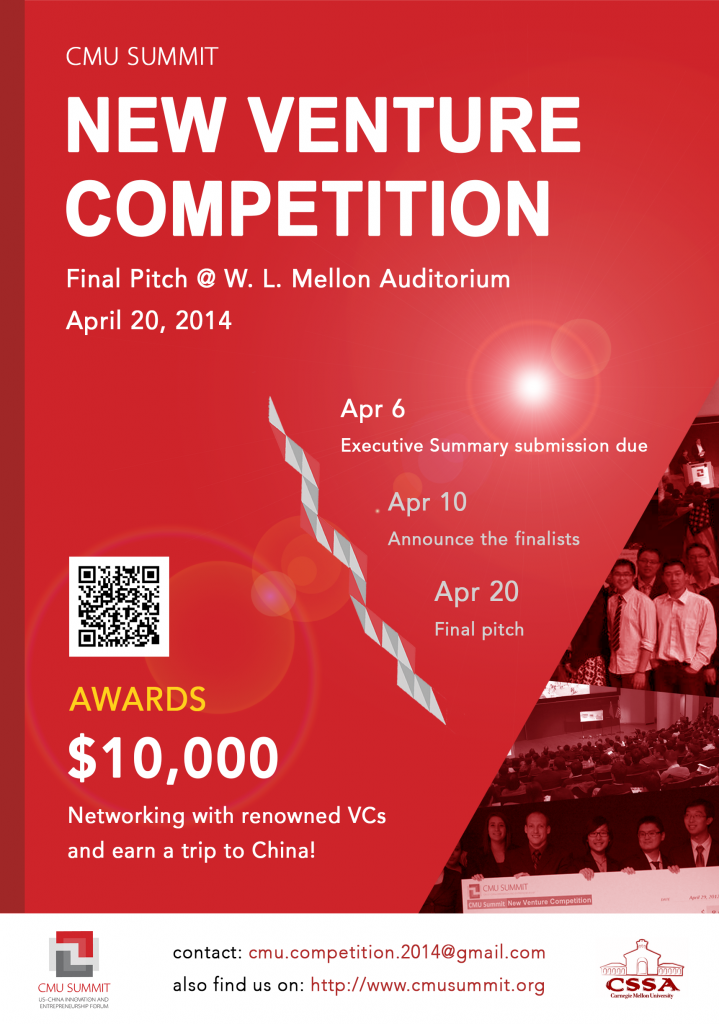 CMU SUMMIT
NEW VENTURE
COMPETITION
Final Pitch @ W. L. Mellon Auditorium
April 20, 2014
Apr 6
Executive Summary submission due
Apr 10
Announce the finalists
Apr 20
Final pitch
AWARDS
$10,000
Networking with renowned VCs
and earn a trip to China!
CMU SUMMIT
CMU Summit New Venture Competition
contact: cmu.competition.2014@gmail.com
also find us on: http://www.cmusummit.org
CMU SUMMIT
US-CHINA INNOVATION AND
ENTREPRENEURSHIP FORUM
CSSA
Carnegie Mellon University